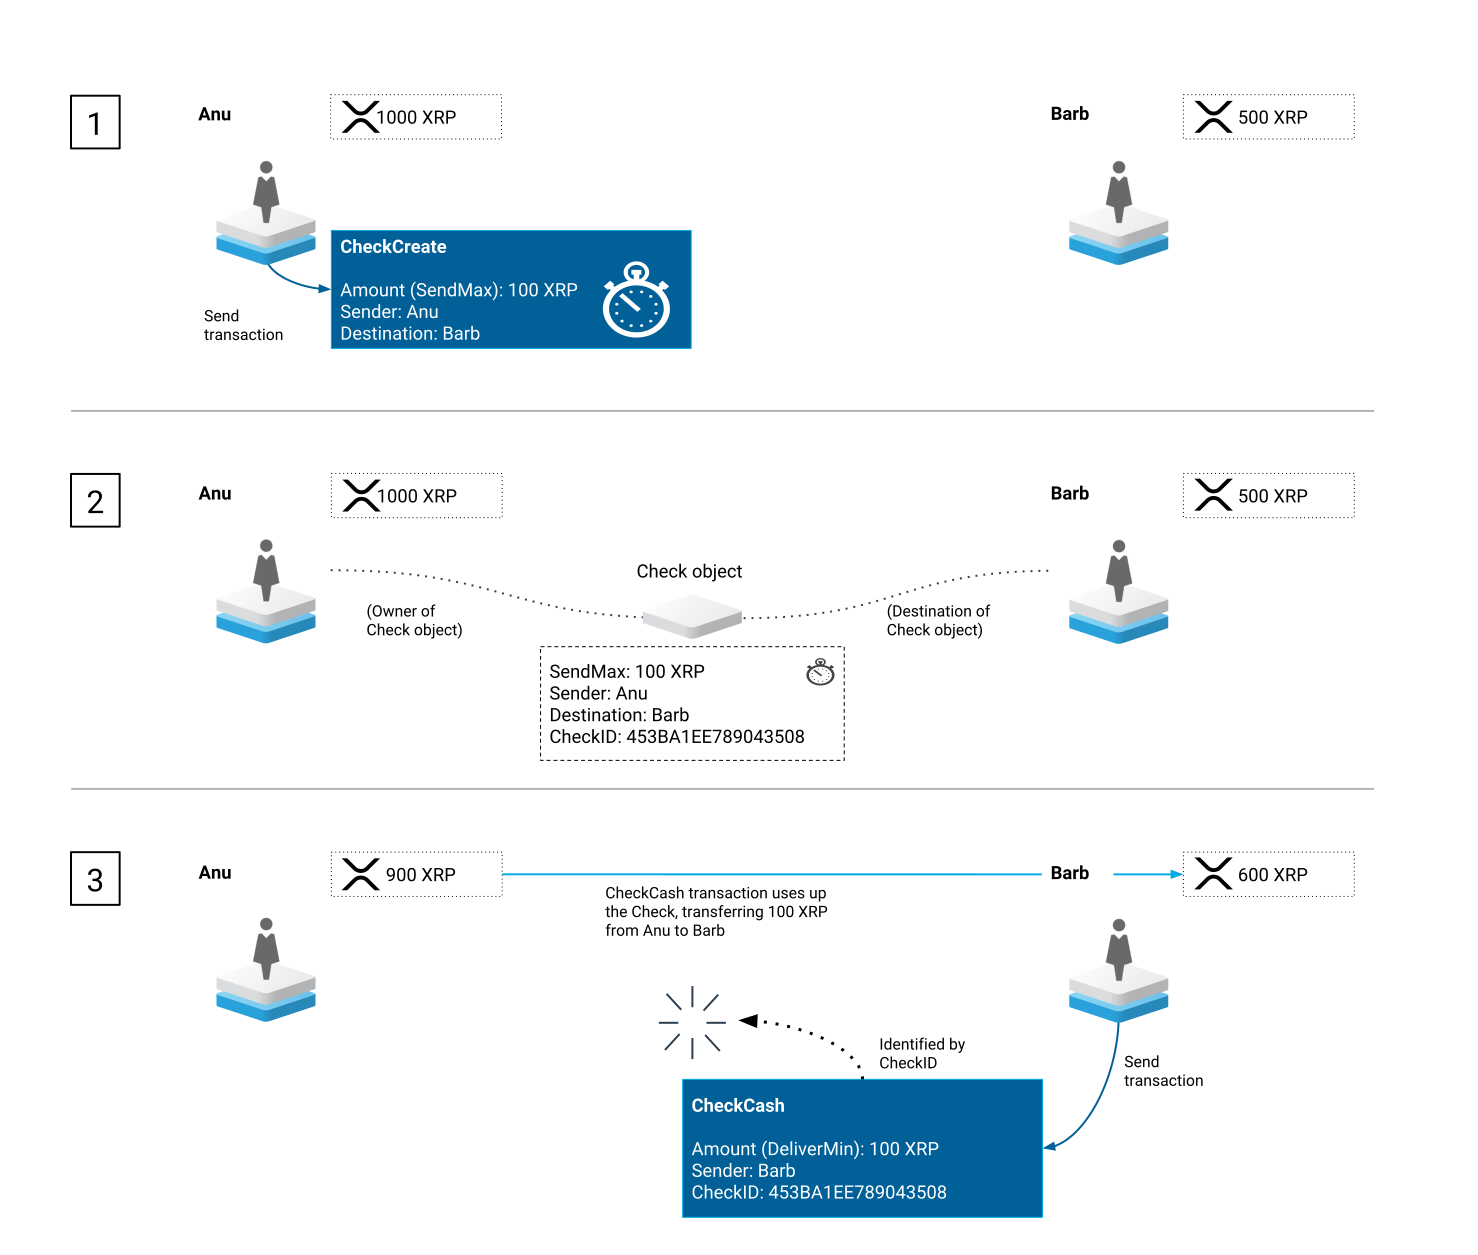 1
Anu
1000 XRP
Barb
500 XRP
CheckCreate
Amount (SendMax): 100 XRP
Sender: Anu
Destination: Barb
Send
transaction
2
Anu
1000 XRP
Barb
500 XRP
Check object
(Owner of
Check object)
(Destination of
Check object)
SendMax: 100 XRP
Sender: Anu
Destination: Barb
CheckID: 453BA1EE789043508
3
Anu
900 XRP
Barb
600 XRP
CheckCash transaction uses up
the Check, transferring 100 XRP
from Anu to Barb
Identified by
CheckID
Send
transaction
CheckCash
Amount (DeliverMin): 100 XRP
Sender: Barb
CheckID: 453BA1EE789043508